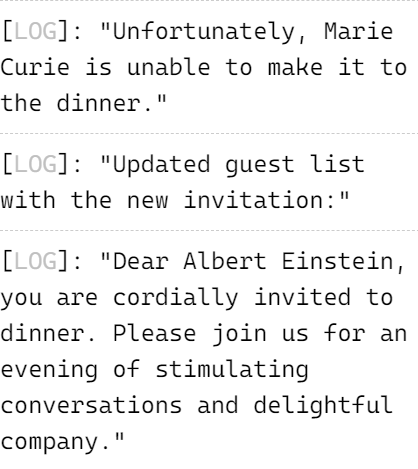 [LOG]: "Unfortunately, Marie
Curie is unable to make it to
the dinner."
[LOG]: "Updated guest list
with the new invitation:"
[LOG]: "Dear Albert Einstein,
you are cordially invited to
dinner. Please join us for an
evening of stimulating
conversations and delightful
company."